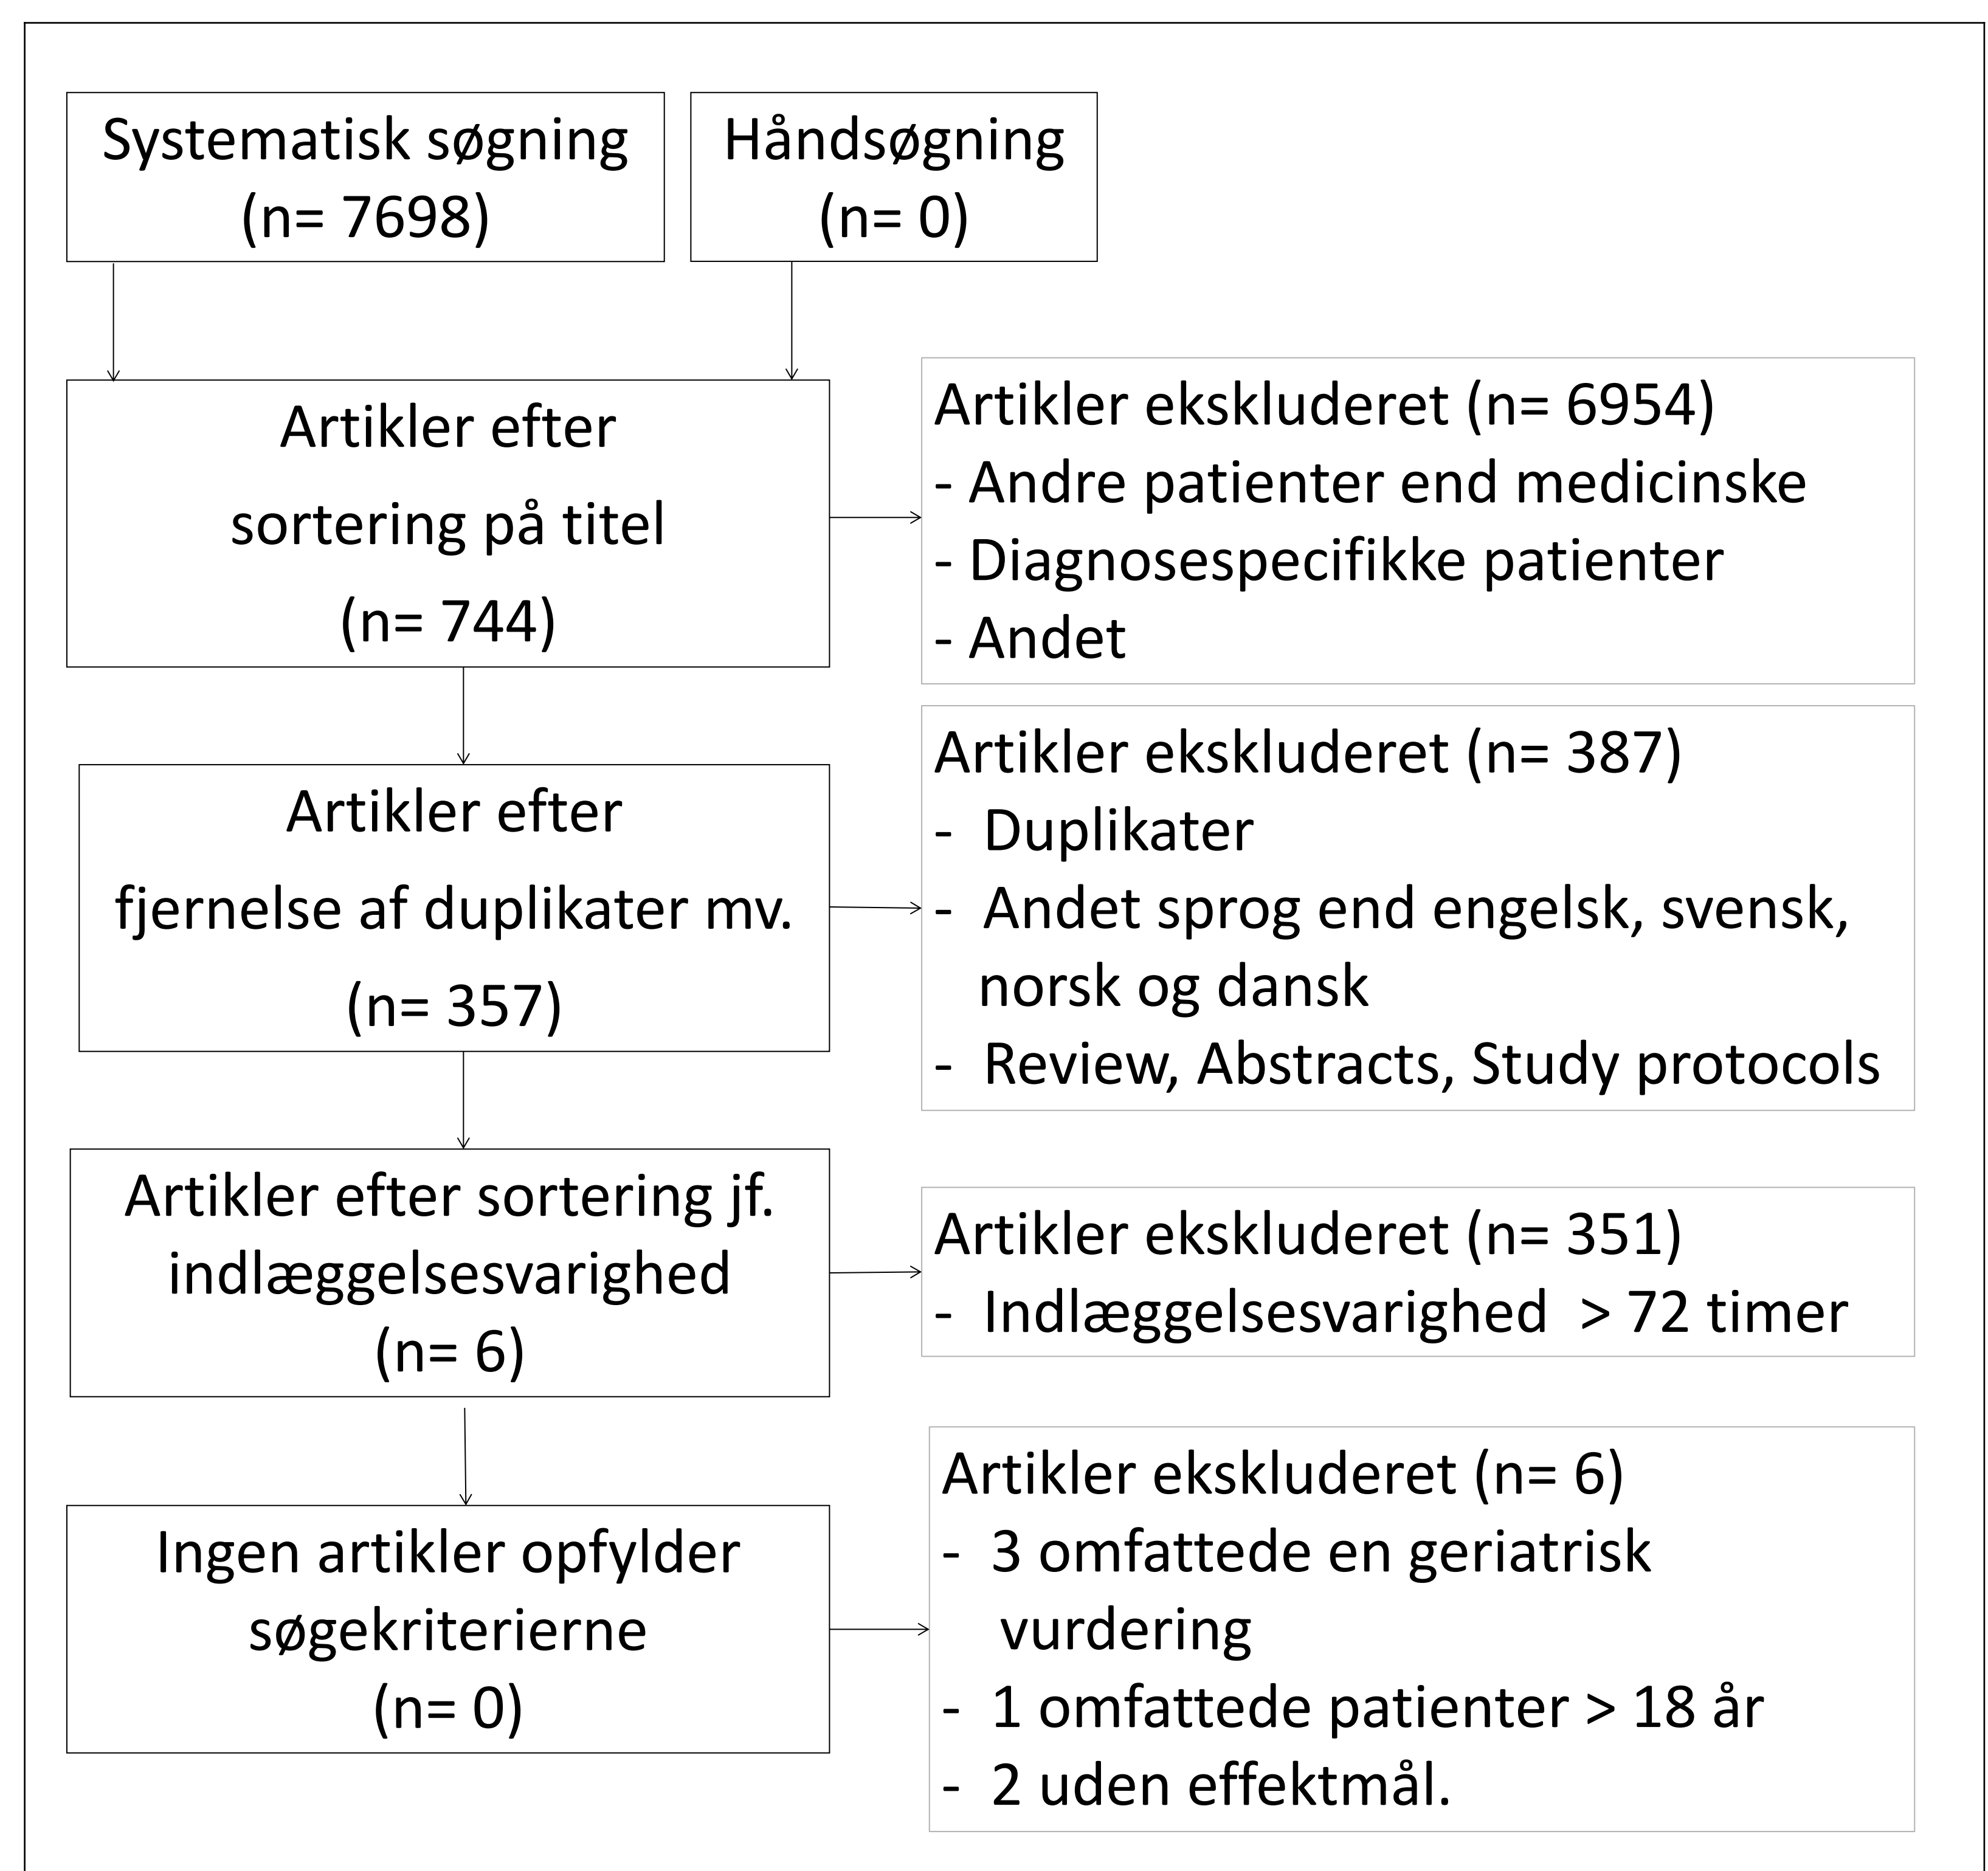 Systematisk søgning
(n= 7698)
Håndsøgning
(n= 0)
Artikler efter
sortering på titel
(n= 744)
Artikler ekskluderet (n= 6954)
- Andre patienter end medicinske
- Diagnosespecifikke patienter
- Andet
Artikler efter
fjernelse af duplikater mv.
(n= 357)
Artikler ekskluderet (n= 387)
- Duplikater
- Andet sprog end engelsk, svensk,
norsk og dansk
- Review, Abstracts, Study protocols
Artikler efter sortering jf.
indlæggelsesvarighed
(n= 6)
Artikler ekskluderet (n= 351)
- Indlæggelsesvarighed > 72 timer
Ingen artikler opfylder
søgekriterierne
(n= 0)
Artikler ekskluderet (n= 6)
- 3 omfattede en geriatrisk
vurdering
- 1 omfattede patienter > 18 år
- 2 uden effektmål.